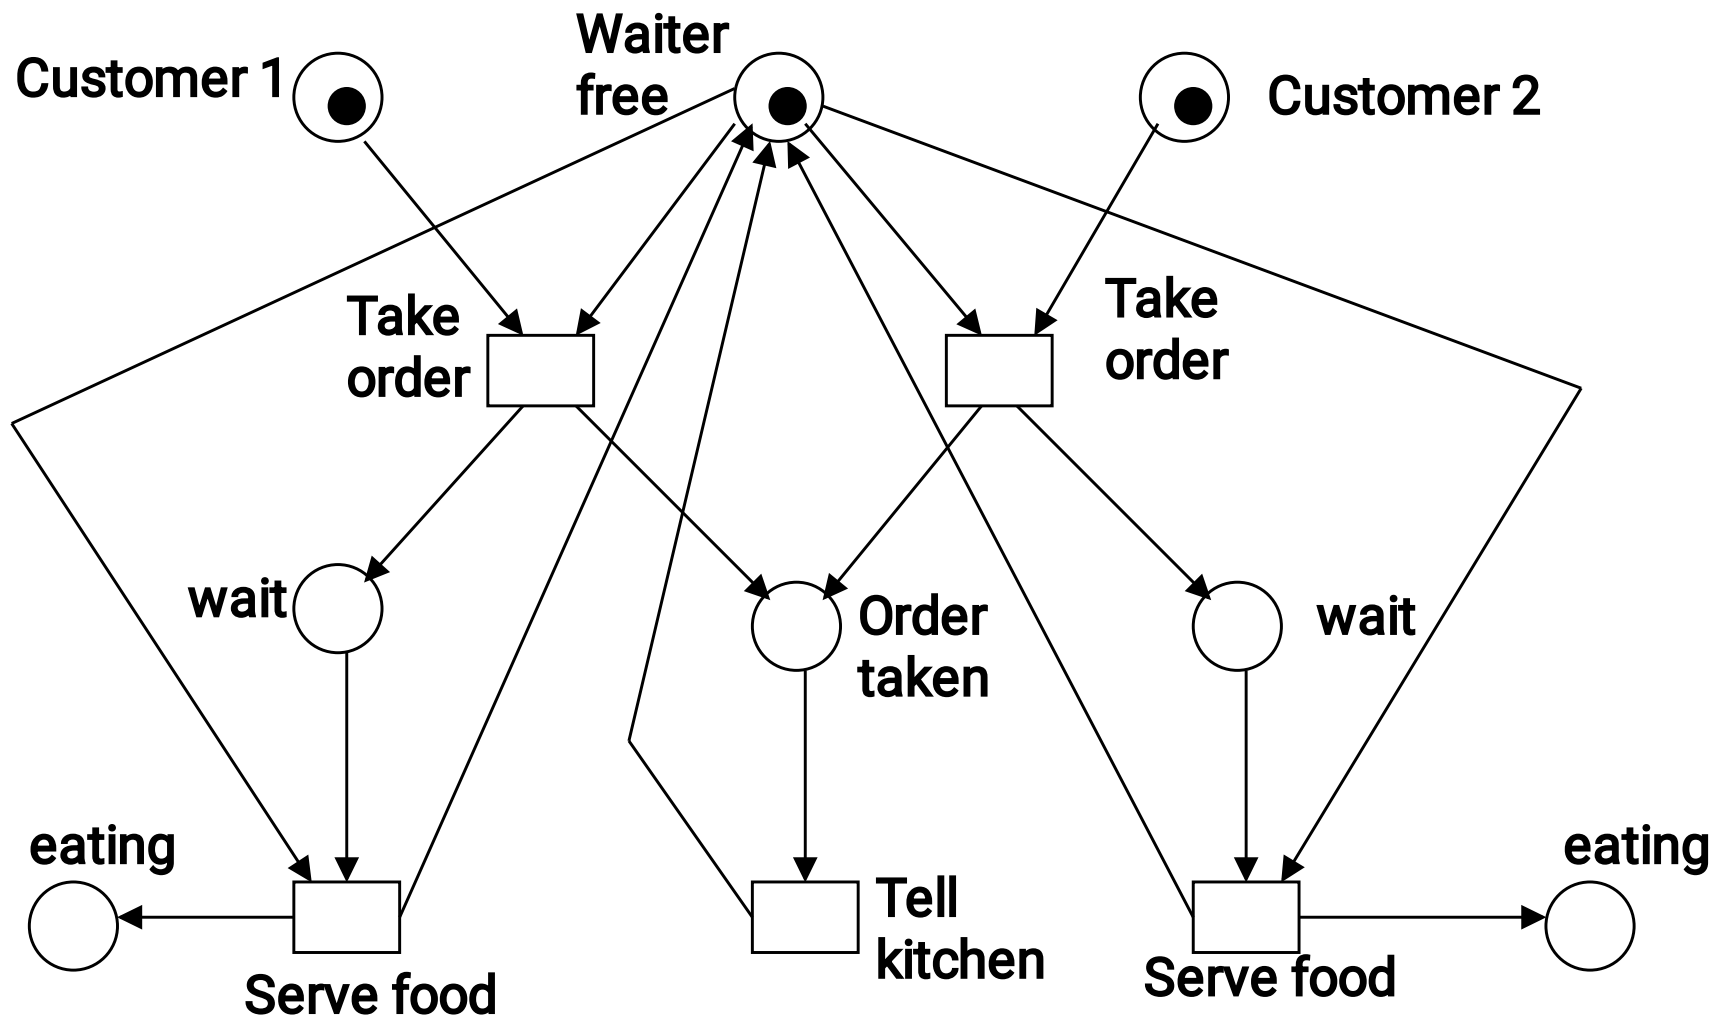 Customer 1
Waiter
free
Customer 2
Take
order
Take
order
wait
Order
taken
wait
eating
Serve food
Tell
kitchen
Serve food
eating